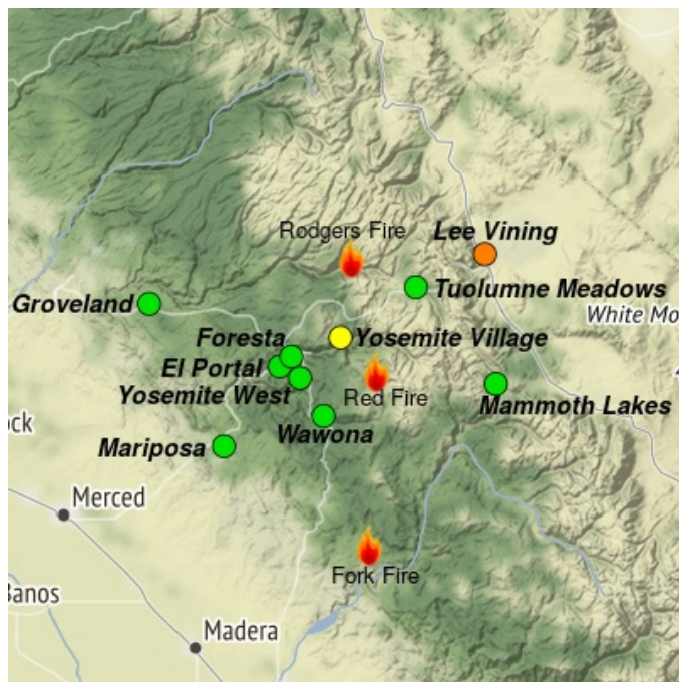 Rodgers Fire
Lee Vining
Tuolumne Meadows
Groveland
White Mo
Foresta
Yosemite Village
El Portal
Yosemite West
Red Fire
Mammoth Lakes
ock
Wawona
Mariposa
Merced
Fork Fire
Banos
Madera